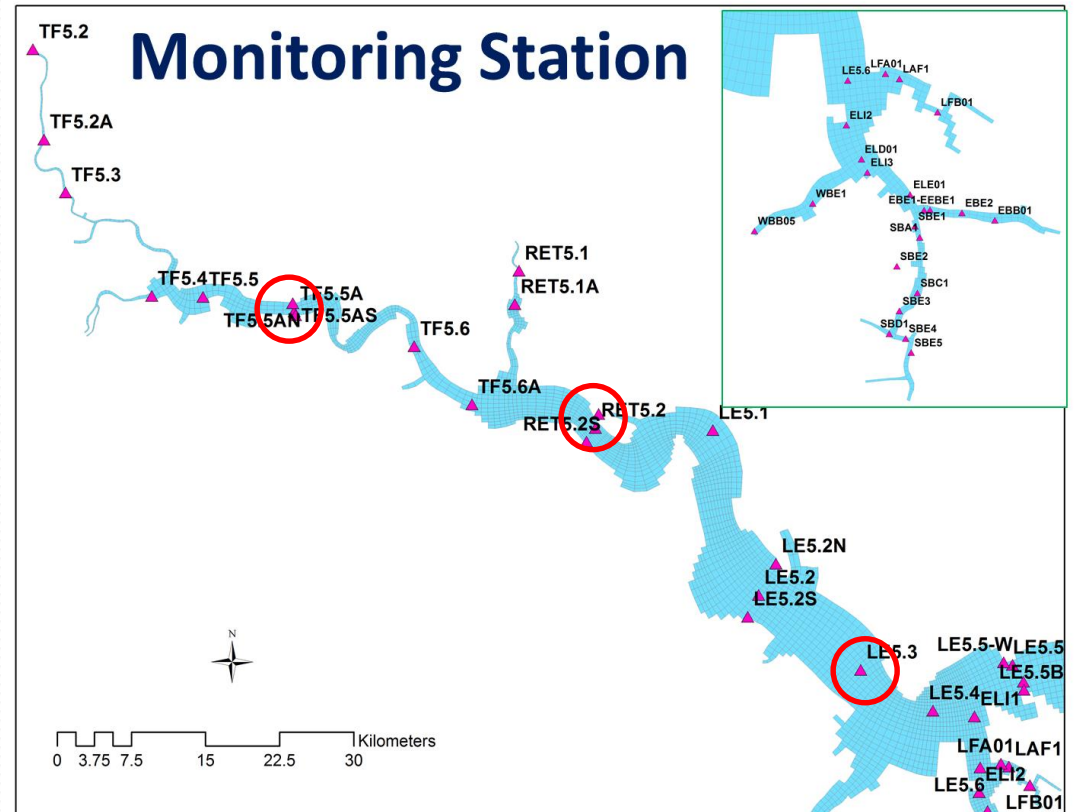 Monitoring Station
TF5.2
TF5.2A
TF5.3
TF5.4
TF5.5
TF5.5A
TF5.5AN
TF5.5AS
TF5.6
TF5.6A
RET5.1
RET5.1A
RET5.2
RET5.2S
LE5.1
LE5.2N
LE5.2
LE5.2S
LE5.3
LE5.5-W
LE5.5
LE5.5B
LE5.4
ELI1
LFA01
LAF1
LE5.6
ELI2
LFB01
N
Kilometers
0 3.75 7.5 15 22.5 30
LE5.6
LFA01
LAF1
LFB01
ELI2
ELD01
ELI3
WBE1
WBB05
ELE01
EBE1-EEBE1
EBE2
EBB01
SBE1
SBA1
SBE2
SBC1
SBE3
SBD1
SBE4
SBE5